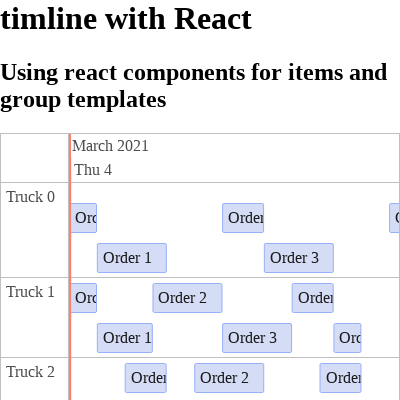 timline with React
Using react components for items and
group templates
March 2021
Thu 4
Truck 0
Ord
Order
Order 1
Order 3
Truck 1
Ord
Order 2
Order
Order 1
Order 3
Ord
Truck 2
Order
Order 2
Order